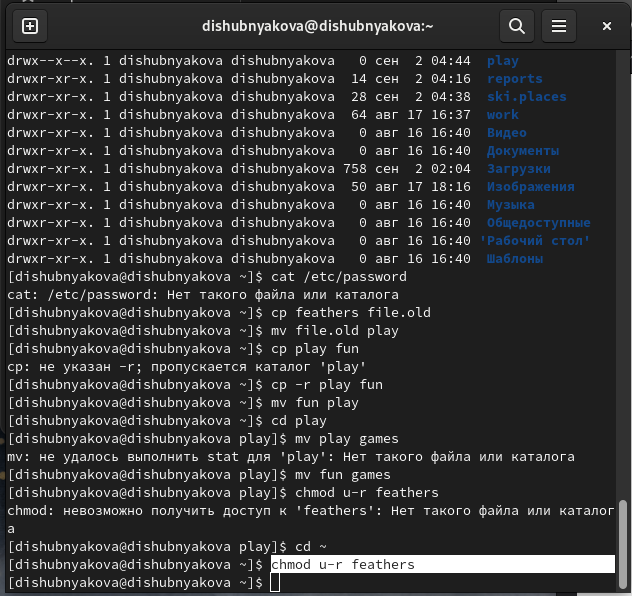 dishubnyakova@dishubnyakova:~
drwx--x--x. 1 dishubnyakova dishubnyakova 0 сен 2 04:44 play
drwxr-xr-x. 1 dishubnyakova dishubnyakova 14 сен 2 04:16 reports
drwxr-xr-x. 1 dishubnyakova dishubnyakova 28 сен 2 04:38 ski.places
drwxr-xr-x. 1 dishubnyakova dishubnyakova 64 авг 17 16:37 work
drwxr-xr-x. 1 dishubnyakova dishubnyakova 0 авг 16 16:40 Видео
drwxr-xr-x. 1 dishubnyakova dishubnyakova 0 авг 16 16:40 Документы
drwxr-xr-x. 1 dishubnyakova dishubnyakova 758 сен 2 02:04 Загрузки
drwxr-xr-x. 1 dishubnyakova dishubnyakova 50 авг 17 18:16 Изображения
drwxr-xr-x. 1 dishubnyakova dishubnyakova 0 авг 16 16:40 Музыка
drwxr-xr-x. 1 dishubnyakova dishubnyakova 0 авг 16 16:40 Общедоступные
drwxr-xr-x. 1 dishubnyakova dishubnyakova 0 авг 16 16:40 'Рабочий стол'
drwxr-xr-x. 1 dishubnyakova dishubnyakova 0 авг 16 16:40 Шаблоны
[dishubnyakova@dishubnyakova ~]$ cat /etc/password
cat: /etc/password: Нет такого файла или каталога
[dishubnyakova@dishubnyakova ~]$ cp feathers file.old
[dishubnyakova@dishubnyakova ~]$ mv file.old play
[dishubnyakova@dishubnyakova ~]$ cp play fun
cp: не указан -r; пропускается каталог 'play'
[dishubnyakova@dishubnyakova ~]$ cp -r play fun
[dishubnyakova@dishubnyakova ~]$ mv fun play
[dishubnyakova@dishubnyakova ~]$ cd play
[dishubnyakova@dishubnyakova play]$ mv play games
mv: не удалось выполнить stat для 'play': Нет такого файла или каталога
[dishubnyakova@dishubnyakova play]$ mv fun games
[dishubnyakova@dishubnyakova play]$ chmod u-r feathers
chmod: невозможно получить доступ к 'feathers': Нет такого файла или каталог
а
[dishubnyakova@dishubnyakova play]$ cd ~
[dishubnyakova@dishubnyakova ~]$ chmod u-r feathers
[dishubnyakova@dishubnyakova ~]$